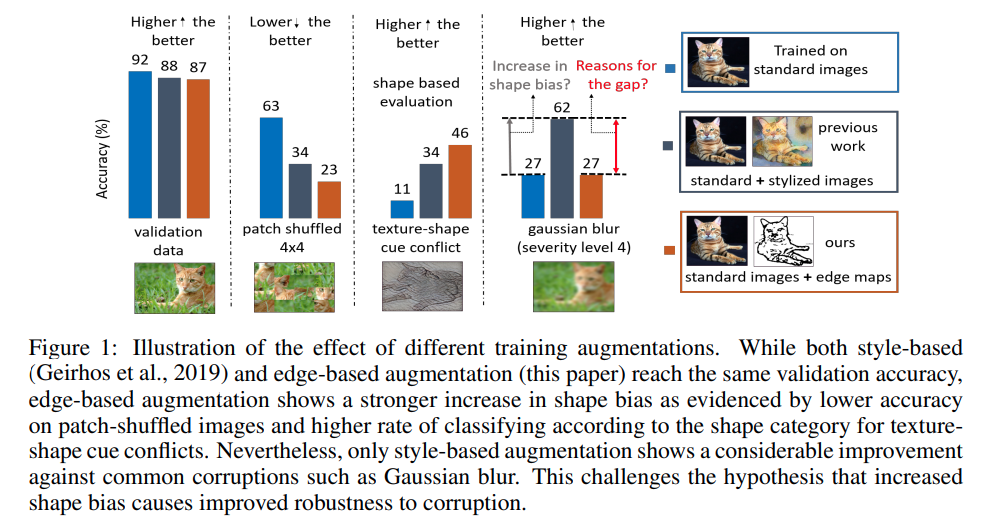 Higher↑ the
better
Lower↓ the
better
Higher↑ the
better
Higher↑ the
better
92 88 87
63
34
23
shape based
evaluation
11
34
46
Increase in
shape bias?
Reasons for
the gap?
27
62
27
Accuracy (%)
validation
data
patch shuffled
4x4
texture-shape
cue conflict
gaussian blur
(severity level 4)
Trained on
standard images
previous
work
standard + stylized images
ours
standard images + edge maps
Figure 1: Illustration of the effect of different training augmentations. While both style-based
(Geirhos et al., 2019) and edge-based augmentation (this paper) reach the same validation accuracy,
edge-based augmentation shows a stronger increase in shape bias as evidenced by lower accuracy
on patch-shuffled images and higher rate of classifying according to the shape category for texture-
shape cue conflicts. Nevertheless, only style-based augmentation shows a considerable improvement
against common corruptions such as Gaussian blur. This challenges the hypothesis that increased
shape bias causes improved robustness to corruption.